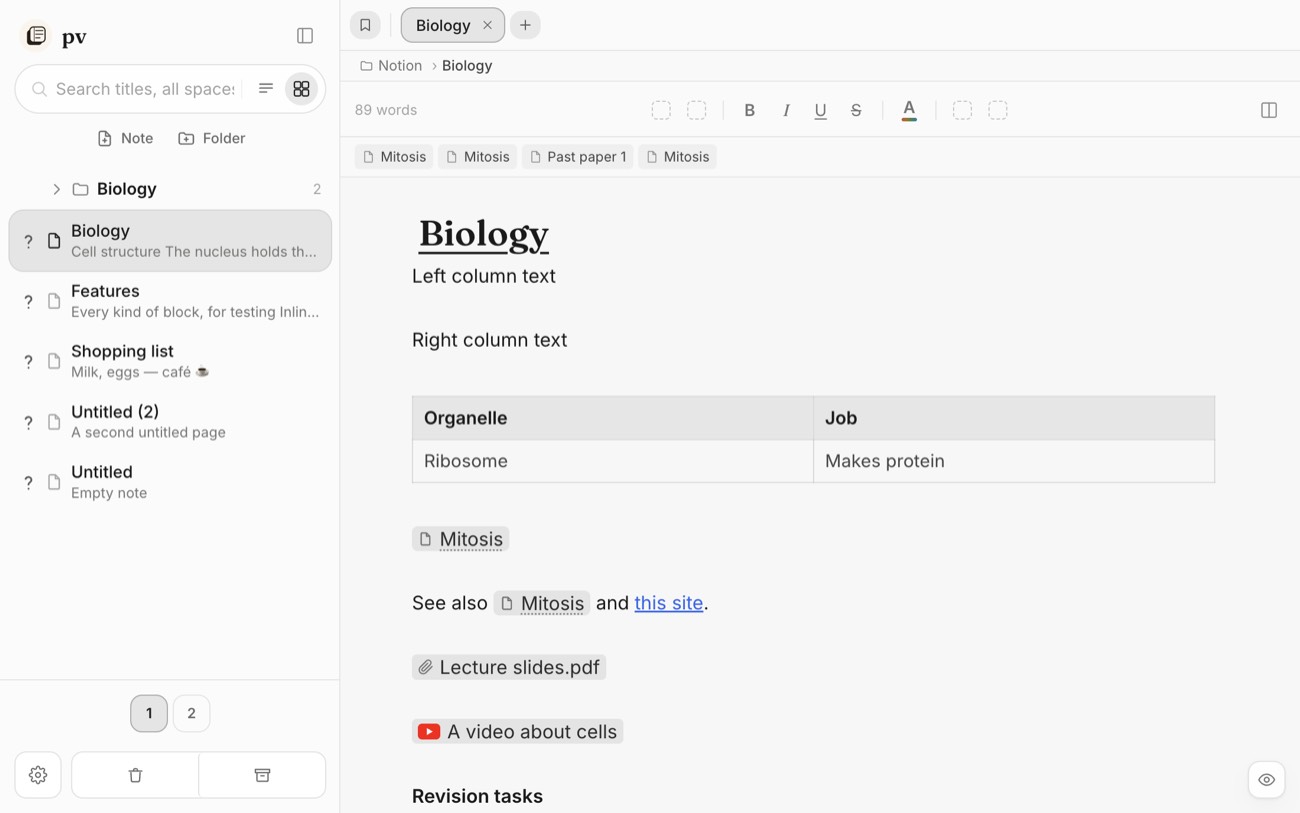 pv
Search titles, all spaces
Note
Folder
Biology
2
?
Biology
Cell structure The nucleus holds th...
?
Features
Every kind of block, for testing Inlin...
?
Shopping list
Milk, eggs — café ☕
?
Untitled (2)
A second untitled page
?
Untitled
Empty note
1
2
Biology
Notion › Biology
89 words
B I U S A
Mitosis
Mitosis
Past paper 1
Mitosis
Biology
Left column text
Right column text
Organelle Job
Ribosome Makes protein
Mitosis
See also Mitosis and this site.
Lecture slides.pdf
A video about cells
Revision tasks